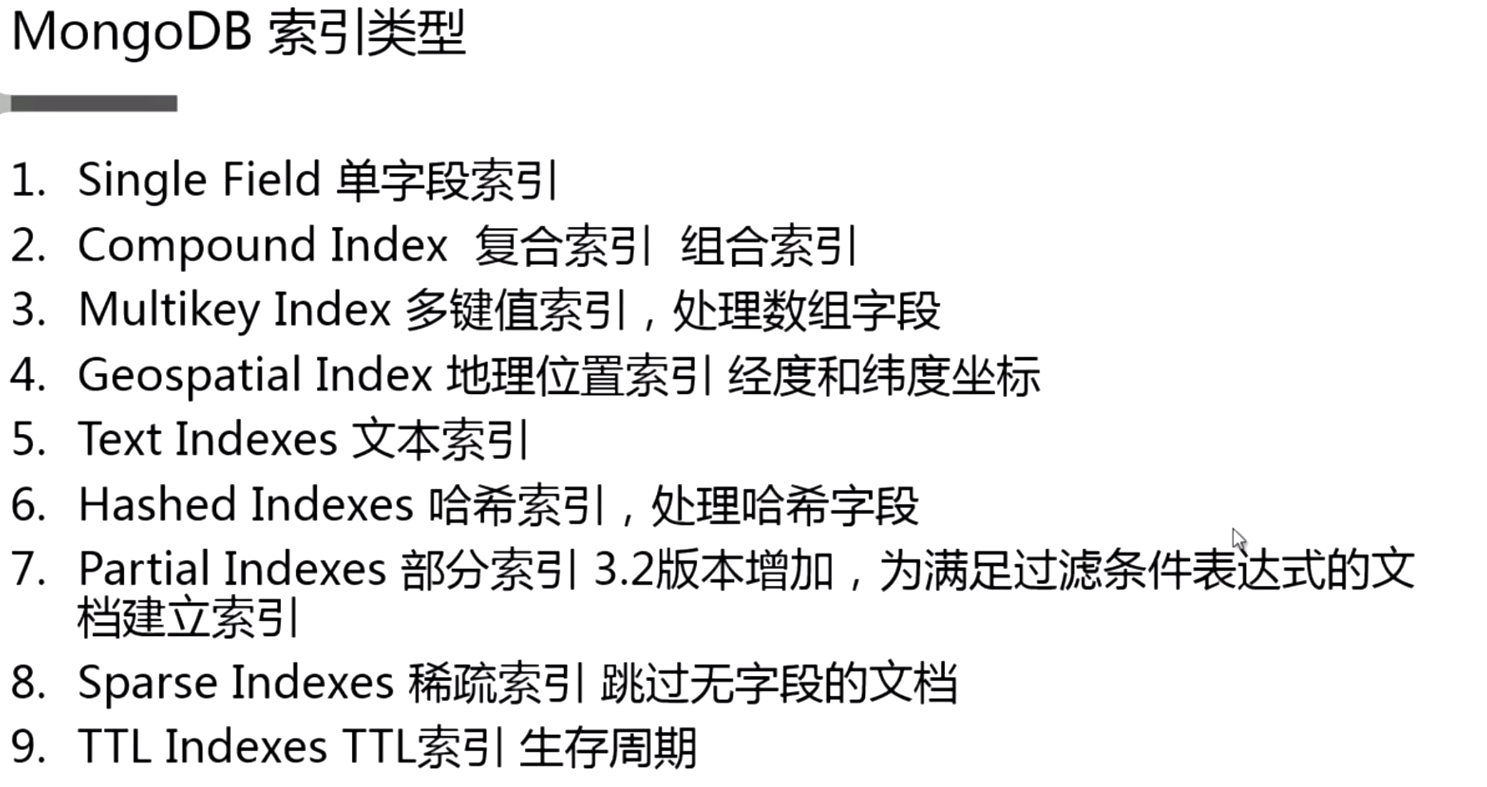 MongoDB 索引类型
1. Single Field 单字段索引
2. Compound Index 复合索引 组合索引
3. Multikey Index 多键值索引，处理数组字段
4. Geospatial Index 地理位置索引 经度和纬度坐标
5. Text Indexes 文本索引
6. Hashed Indexes 哈希索引，处理哈希字段
7. Partial Indexes 部分索引 3.2版本增加，为满足过滤条件表达式的文
档建立索引
8. Sparse Indexes 稀疏索引 跳过无字段的文档
9. TTL Indexes TTL索引 生存周期